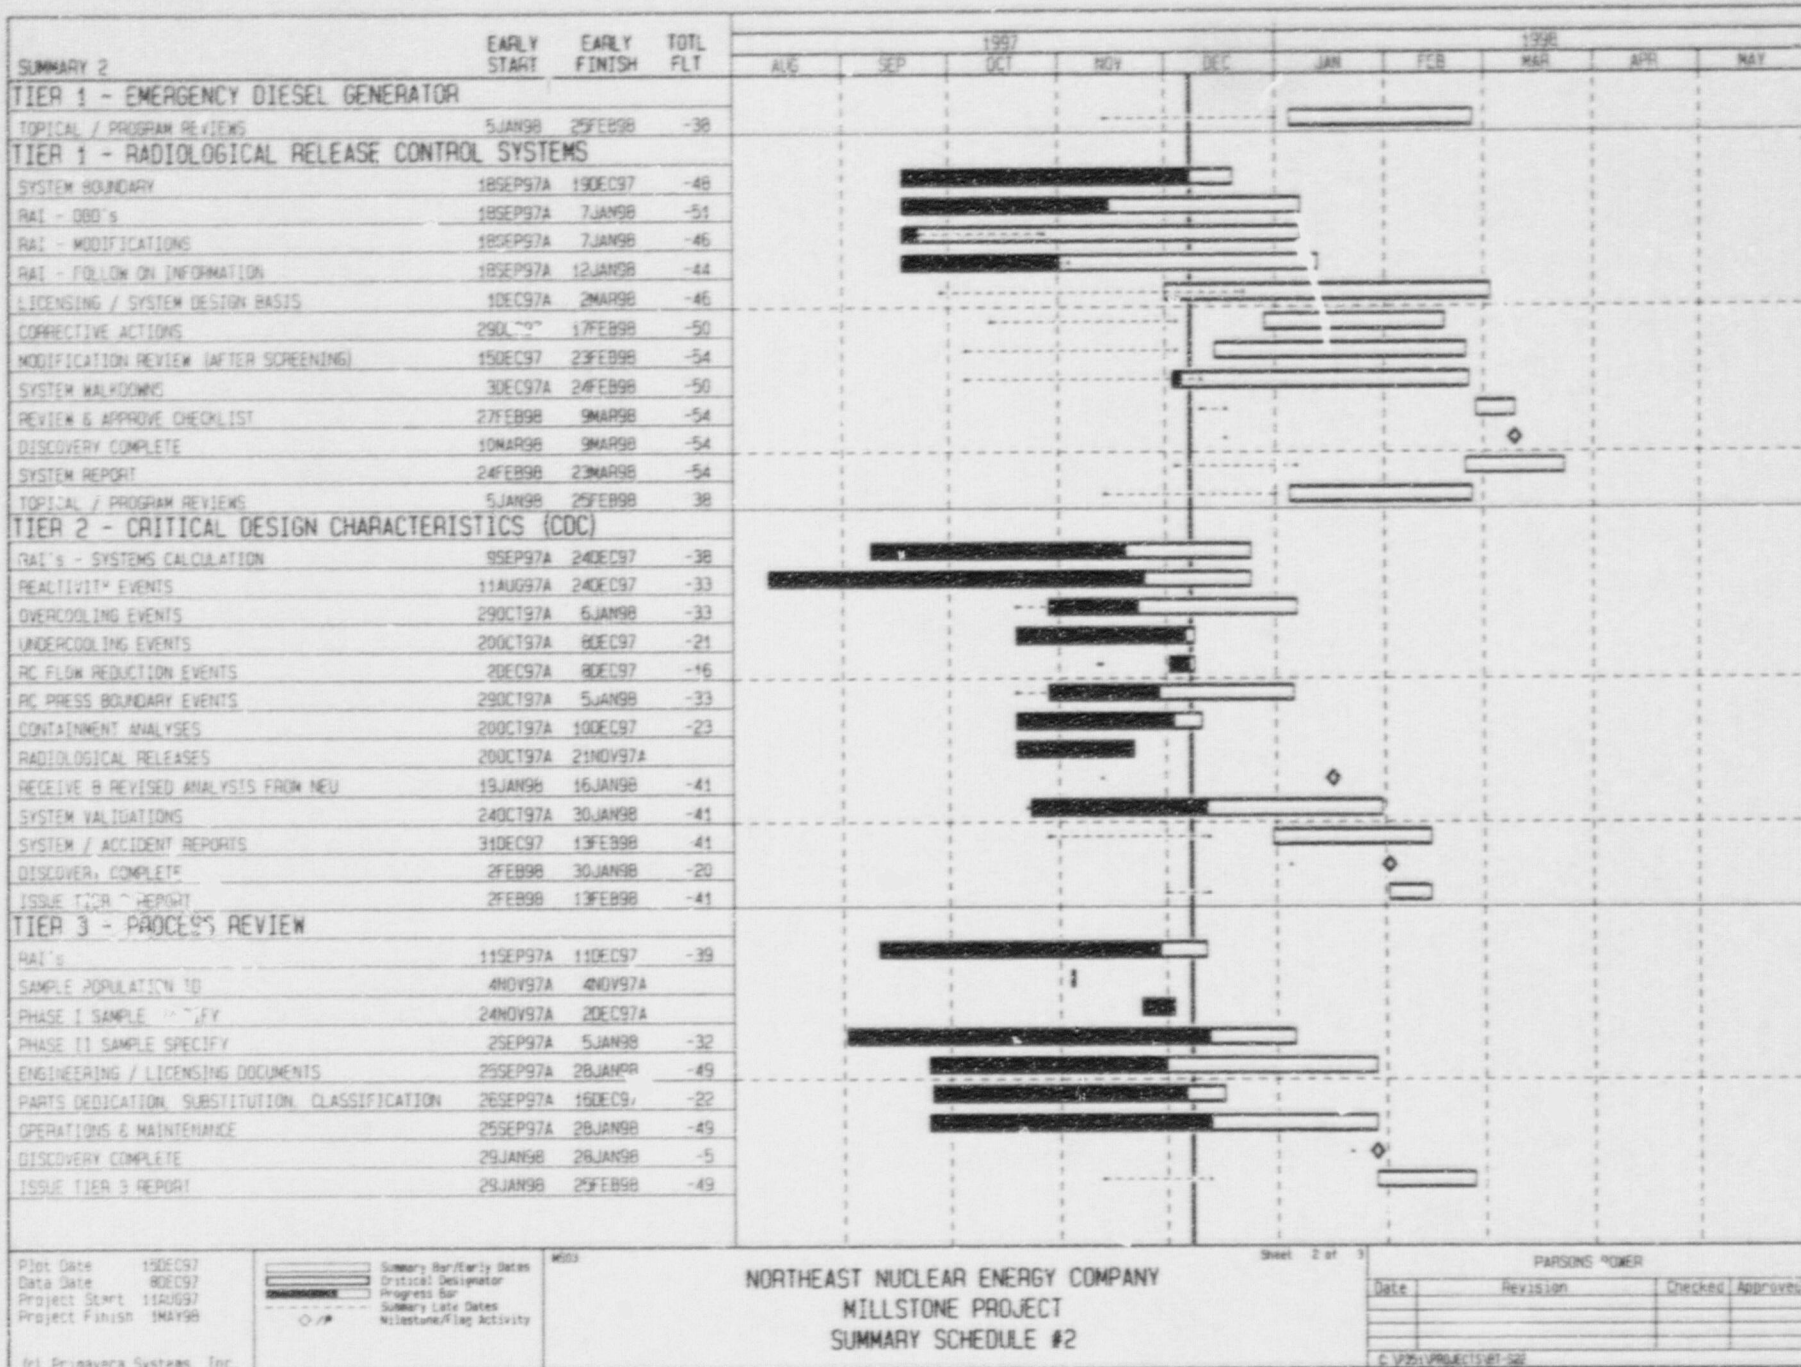 1997 1998
EARLY EARLY TOTL
SUMMARY 2 START FINISH FLT AUG SEP OCT NOV DEC JAN FEB MAR APR MAY
TIER 1 - EMERGENCY DIESEL GENERATOR
TOPICAL / PROGRAM REVIEWS 5JAN98 25FEB98 -38
TIER 1 - RADIOLOGICAL RELEASE CONTROL SYSTEMS
SYSTEM BOUNDARY 18SEP97A 19DEC97 -48
RAI - DBD's 18SEP97A 7JAN98 -51
RAI - MODIFICATIONS 18SEP97A 7JAN98 -46
RAI - FOLLOW ON INFORMATION 18SEP97A 12JAN98 -44
LICENSING / SYSTEM DESIGN BASIS 1DEC97A 2MAR98 -46
CORRECTIVE ACTIONS 17FEB98 -50
MODIFICATION REVIEW (AFTER SCREENING) 15DEC97 23FEB98 -54
SYSTEM WALKDOWNS 3DEC97A 24FEB98 -50
REVIEW & APPROVE CHECKLIST 27FEB98 9MAR98 -54
DISCOVERY COMPLETE 10MAR98 9MAR98 -54
SYSTEM REPORT 24FEB98 23MAR98 -54
TOPICAL / PROGRAM REVIEWS 5JAN98 25FEB98 38
TIER 2 - CRITICAL DESIGN CHARACTERISTICS (CDC)
RAI's - SYSTEMS CALCULATION 9SEP97A 24DEC97 -38
REACTIVITY EVENTS 11AUG97A 24DEC97 -33
OVERCOOLING EVENTS 29OCT97A 6JAN98 -33
UNDERCOOLING EVENTS 20OCT97A 8DEC97 -21
RC FLOW REDUCTION EVENTS 2DEC97A 8DEC97 -16
RC PRESS BOUNDARY EVENTS 29OCT97A 5JAN98 -33
CONTAINMENT ANALYSES 20OCT97A 10DEC97 -23
RADIOLOGICAL RELEASES 20OCT97A 21NOV97A
RECEIVE 8 REVISED ANALYSIS FROM NEU 19JAN98 16JAN98 -41
SYSTEM VALIDATIONS 24OCT97A 30JAN98 -41
SYSTEM / ACCIDENT REPORTS 31DEC97 13FEB98 -41
COMPLETE 2FEB98 30JAN98 -20
ISSUE REPORT 2FEB98 13FEB98 -41
TIER 3 - PROCESS REVIEW
RAI's 11SEP97A 11DEC97 -39
SAMPLE POPULATION ID 4NOV97A 4NOV97A
PHASE I SAMPLE 24NOV97A 2DEC97A
PHASE II SAMPLE SPECIFY 2SEP97A 5JAN98 -32
ENGINEERING / LICENSING DOCUMENTS 25SEP97A -49
PARTS DEDICATION, SUBSTITUTION, CLASSIFICATION 26SEP97A -22
OPERATIONS & MAINTENANCE 25SEP97A 28JAN98 -49
DISCOVERY COMPLETE 29JAN98 28JAN98 -5
ISSUE TIER 3 REPORT 29JAN98 25FEB98 -49
Plot Date 15DEC97
Data Date 8DEC97
Project Start 11AUG97
Project Finish 1MAY98
(c) Primavera Systems, Inc.
Summary Bar/Early Dates
Critical Designator
Progress Bar
Summary Late Dates
Milestone/Flag Activity
NORTHEAST NUCLEAR ENERGY COMPANY
MILLSTONE PROJECT
SUMMARY SCHEDULE #2
Sheet 2 of 3
PARSONS POWER
Date Revision Checked Approved